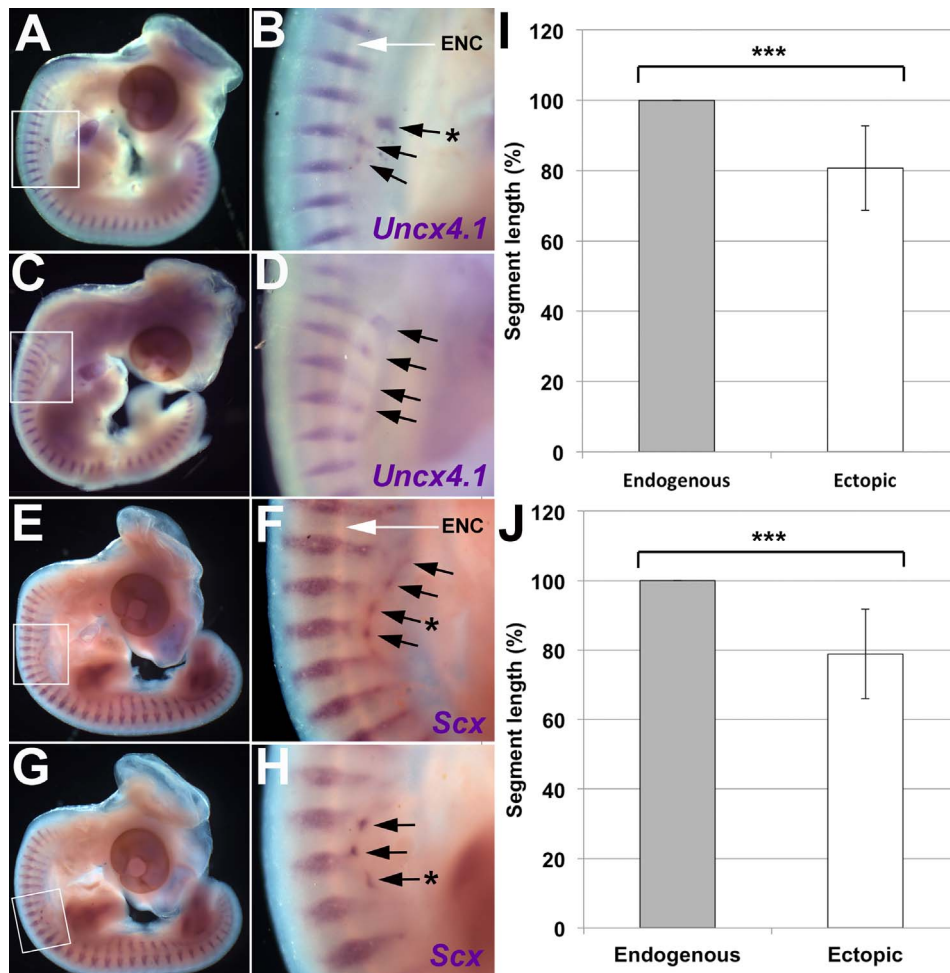 A
B
ENC
*
Uncx4.1
C
D
Uncx4.1
E
F
ENC
*
Scx
G
H
*
Scx
I
120
100
80
60
40
20
0
Segment length (%)
***
Endogenous
Ectopic
J
120
100
80
60
40
20
0
Segment length (%)
***
Endogenous
Ectopic